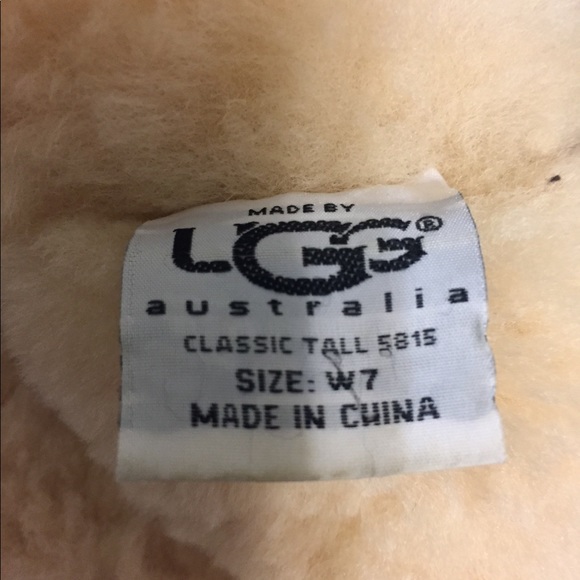 MADE BY
UGG®
australia
CLASSIC TALL 5815
SIZE: W7
MADE IN CHINA